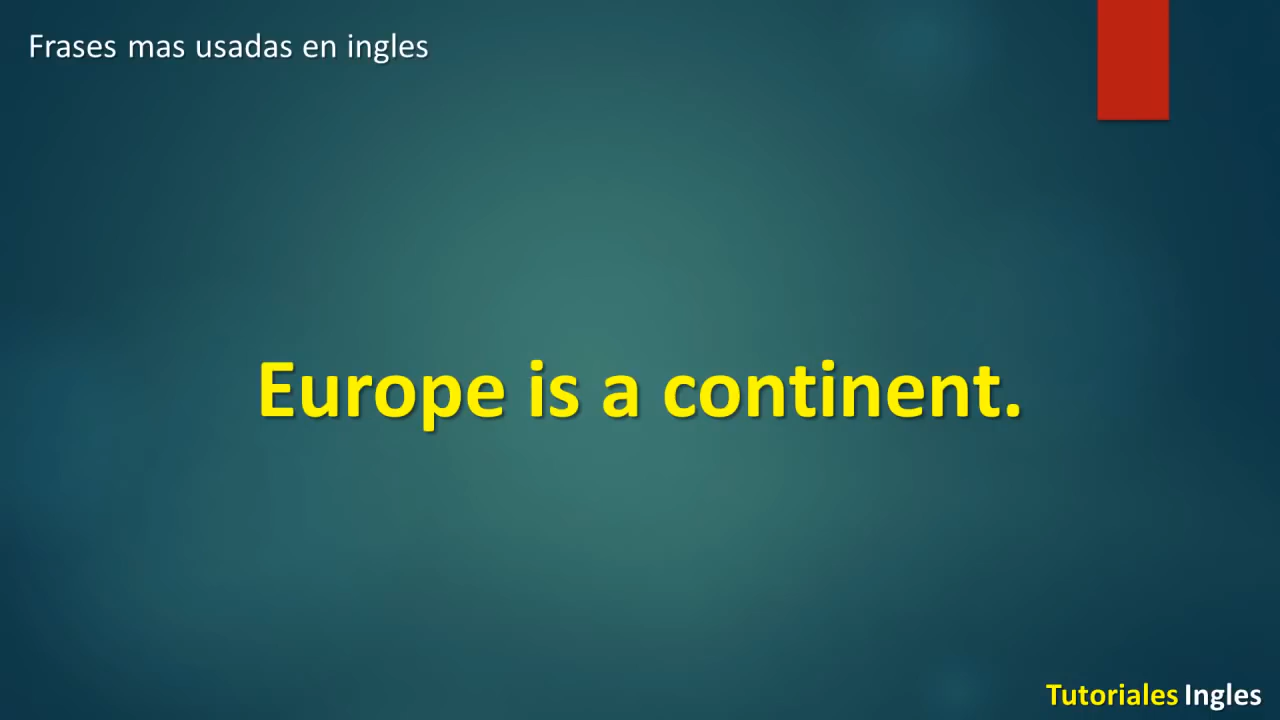 Frases mas usadas en ingles
Europe is a continent.
Tutoriales Ingles